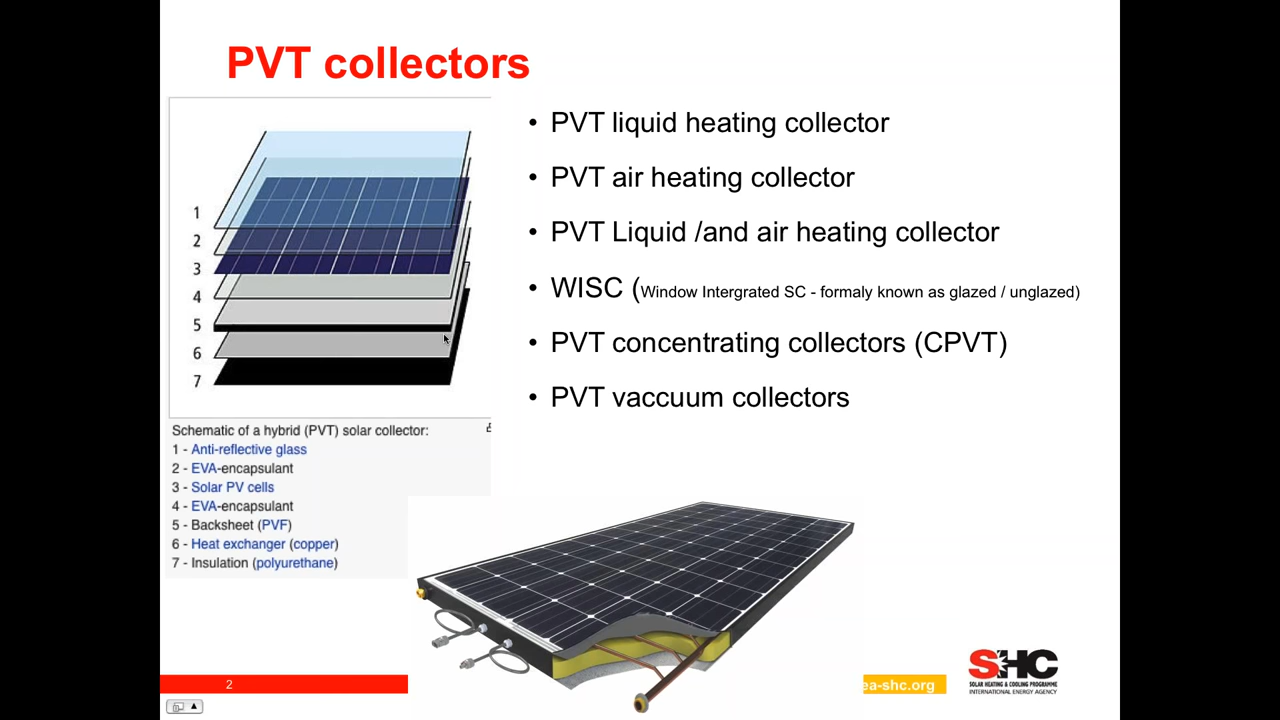 PVT collectors
1
2
3
4
5
6
7
Schematic of a hybrid (PVT) solar collector:
1 - Anti-reflective glass
2 - EVA-encapsulant
3 - Solar PV cells
4 - EVA-encapsulant
5 - Backsheet (PVF)
6 - Heat exchanger (copper)
7 - Insulation (polyurethane)
• PVT liquid heating collector
• PVT air heating collector
• PVT Liquid /and air heating collector
• WISC (Window Intergrated SC - formaly known as glazed / unglazed)
• PVT concentrating collectors (CPVT)
• PVT vaccuum collectors
2
ea-shc.org
SHC
SOLAR HEATING & COOLING PROGRAMME
INTERNATIONAL ENERGY AGENCY